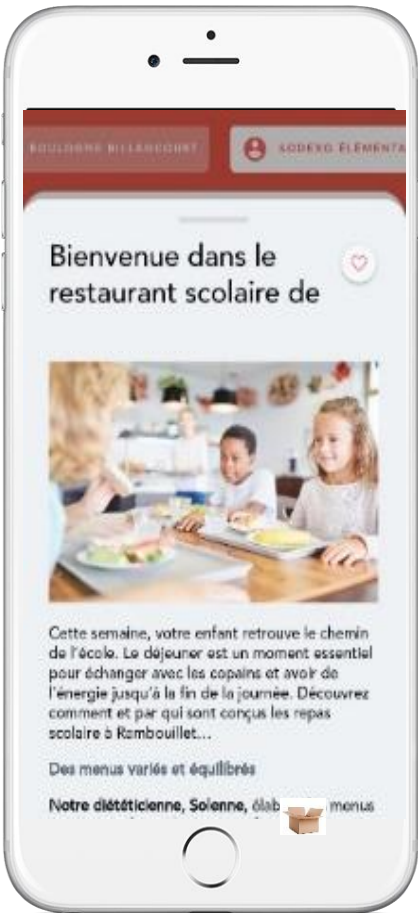 BOULOGNE BILLANCOURT
SODEXO ÉLÉMENTA
Bienvenue dans le
restaurant scolaire de
Cette semaine, votre enfant retrouve le chemin
de l'école. Le déjeuner est un moment essentiel
pour échanger avec les copains et avoir de
l'énergie jusqu'à la fin de la journée. Découvrez
comment et par qui sont conçus les repas
scolaire à Rambouillet...
Des menus variés et équilibrés
Notre diététicienne, Solenne, élab menus